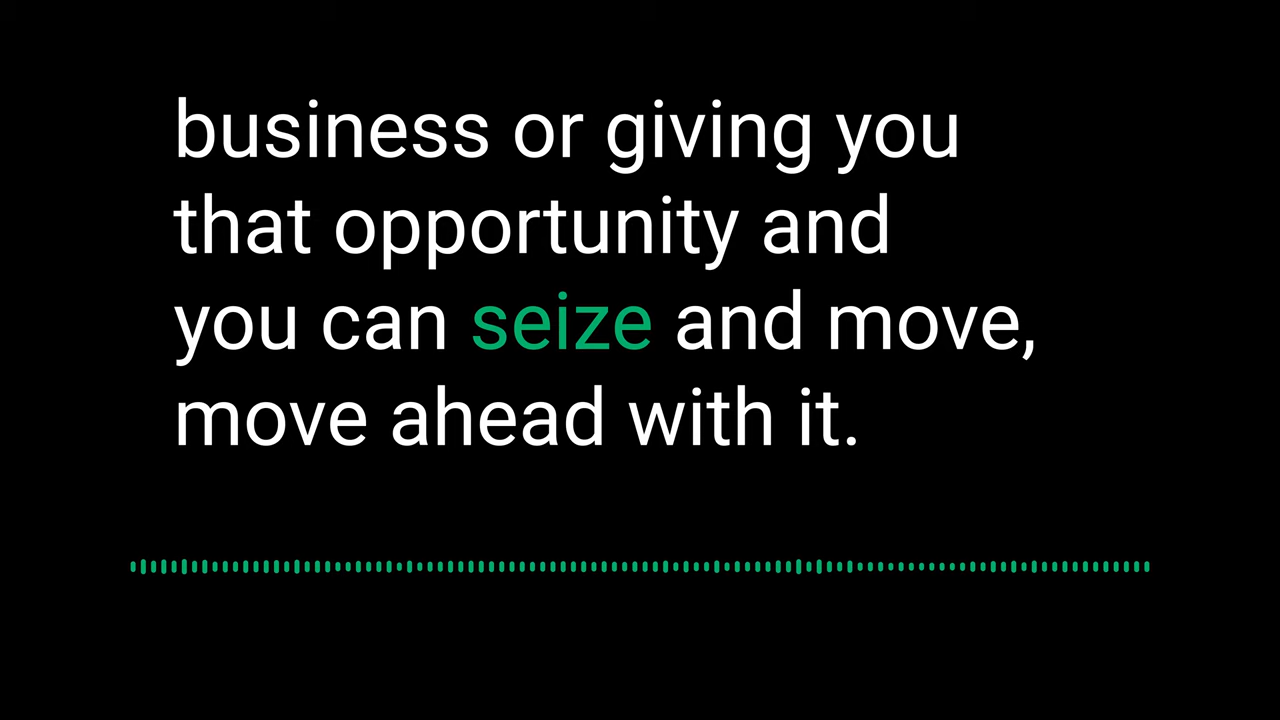 business or giving you
that opportunity and
you can seize and move,
move ahead with it.